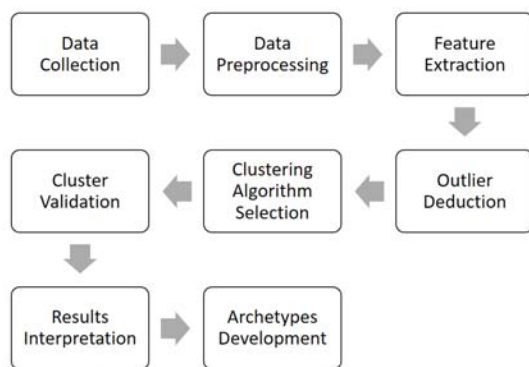 Data
Collection
Data
Preprocessing
Feature
Extraction
Outlier
Deduction
Clustering
Algorithm
Selection
Cluster
Validation
Results
Interpretation
Archetypes
Development